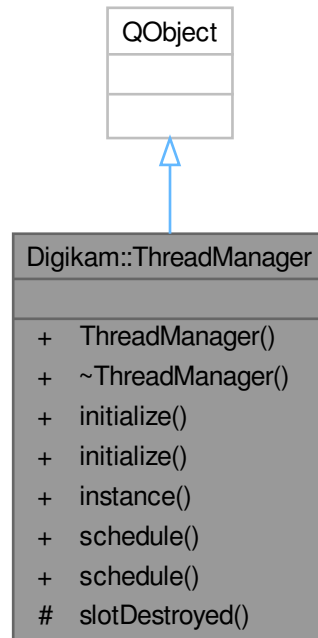 QObject
Digikam::ThreadManager
+ ThreadManager()
+ ~ThreadManager()
+ initialize()
+ initialize()
+ instance()
+ schedule()
+ schedule()
# slotDestroyed()